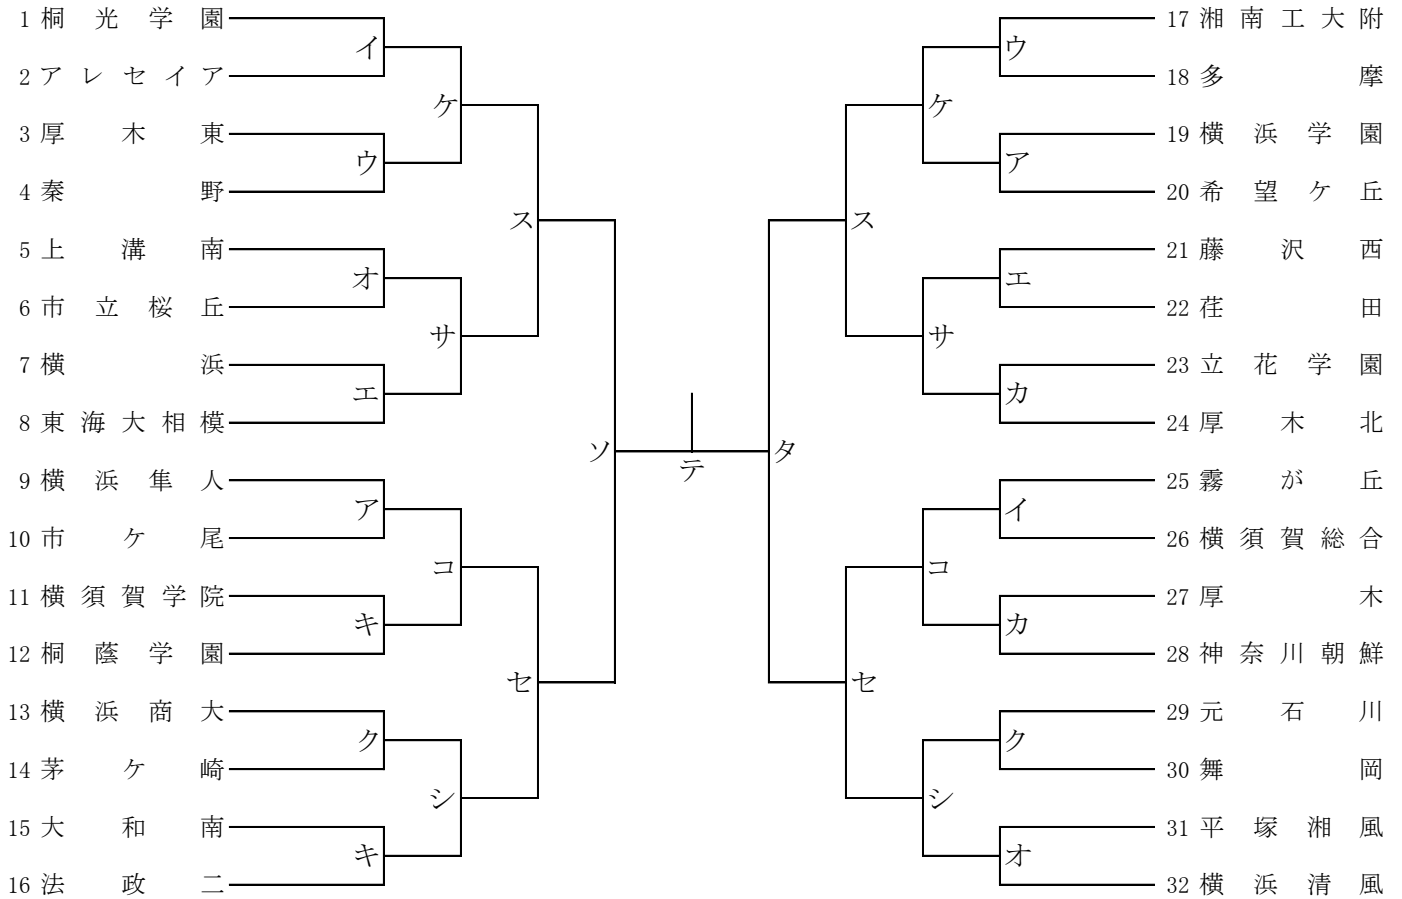 1 桐光学園
2 アレセイア
3 厚木東
4 秦野
5 上溝南
6 市立桜丘
7 横浜
8 東海大相模
9 横浜隼人
10 市ケ尾
11 横須賀学院
12 桐蔭学園
13 横浜商大
14 茅ケ崎
15 大和南
16 法政二
イ
ウ
オ
エ
ア
キ
ク
キ
ケ
サ
コ
シ
ス
セ
ソ
テ
タ
ス
セ
ケ
サ
コ
シ
ウ
ア
エ
カ
イ
カ
ク
オ
17 湘南工大附
18 多摩
19 横浜学園
20 希望ケ丘
21 藤沢西
22 荏田
23 立花学園
24 厚木北
25 霧が丘
26 横須賀総合
27 厚木
28 神奈川朝鮮
29 元石川
30 舞岡
31 平塚湘風
32 横浜清風